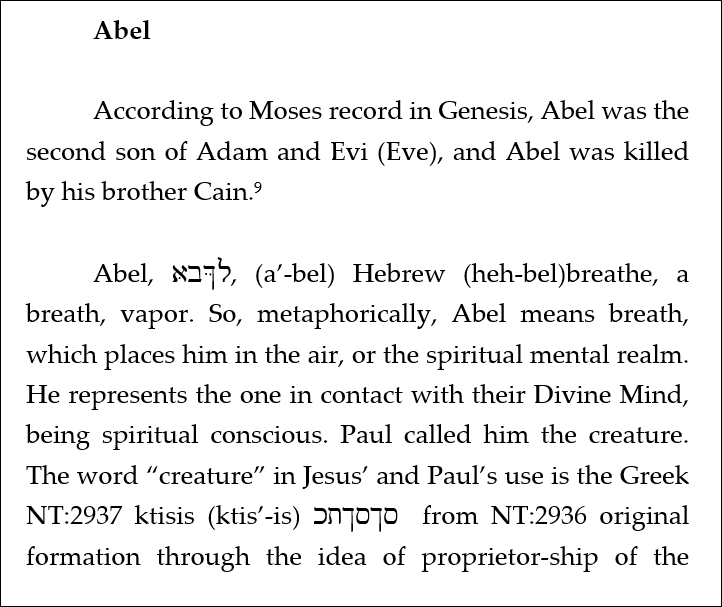 Abel
According to Moses record in Genesis, Abel was the
second son of Adam and Evi (Eve), and Abel was killed
by his brother Cain.⁹
Abel, לךּבאּ, (a’-bel) Hebrew (heh-bel)breathe, a
breath, vapor. So, metaphorically, Abel means breath,
which places him in the air, or the spiritual mental realm.
He represents the one in contact with their Divine Mind,
being spiritual conscious. Paul called him the creature.
The word “creature” in Jesus’ and Paul’s use is the Greek
NT:2937 ktisis (ktis’-is) סךסךתכ from NT:2936 original
formation through the idea of proprietor-ship of the